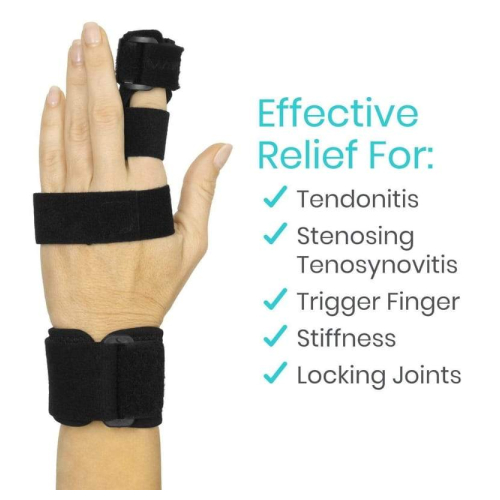 Effective
Relief For:
Tendonitis
Stenosing
Tenosynovitis
Trigger Finger
Stiffness
Locking Joints